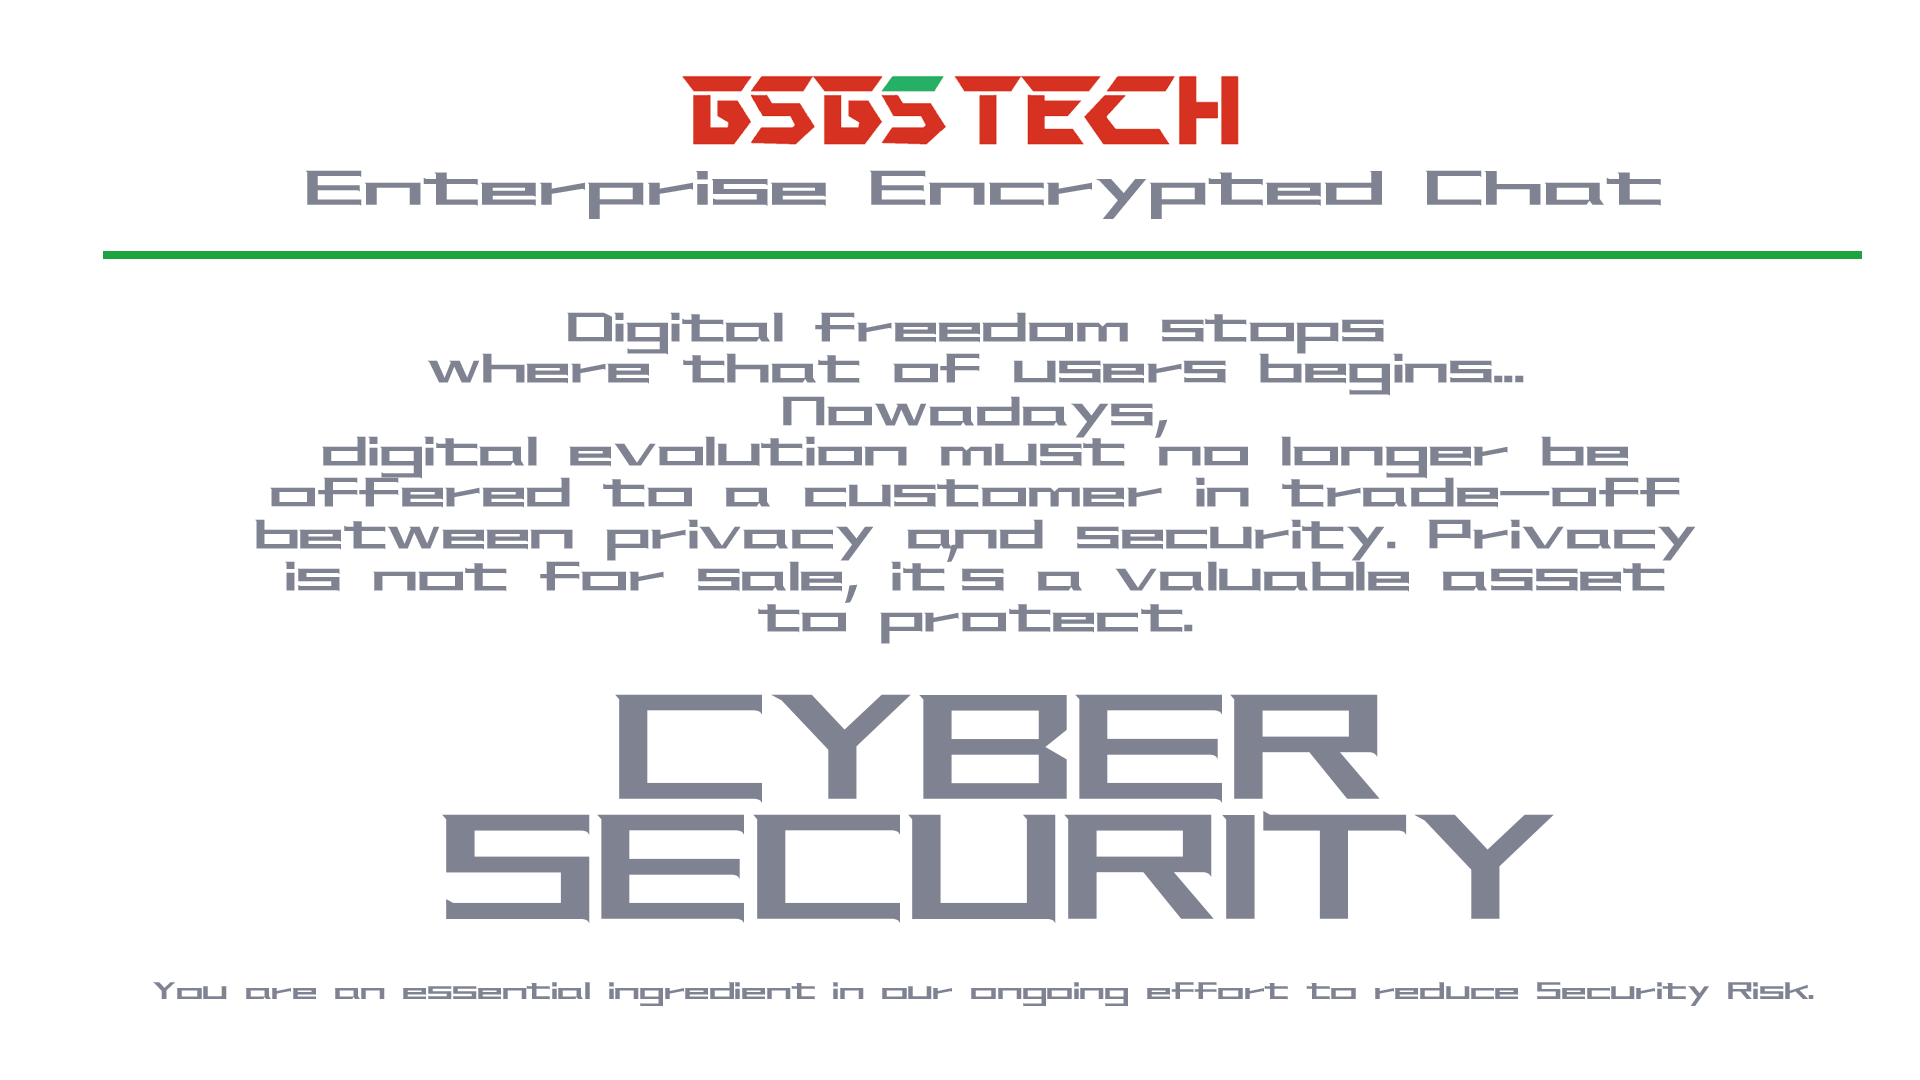 GSGS TECH
Enterprise Encrypted Chat
Digital freedom stops
where that of users begins...
Nowadays,
digital evolution must no longer be
offered to a customer in trade-off
between privacy and security. Privacy
is not for sale, it's a valuable asset
to protect.
CYBER
SECURITY
You are an essential ingredient in our ongoing effort to reduce Security Risk.